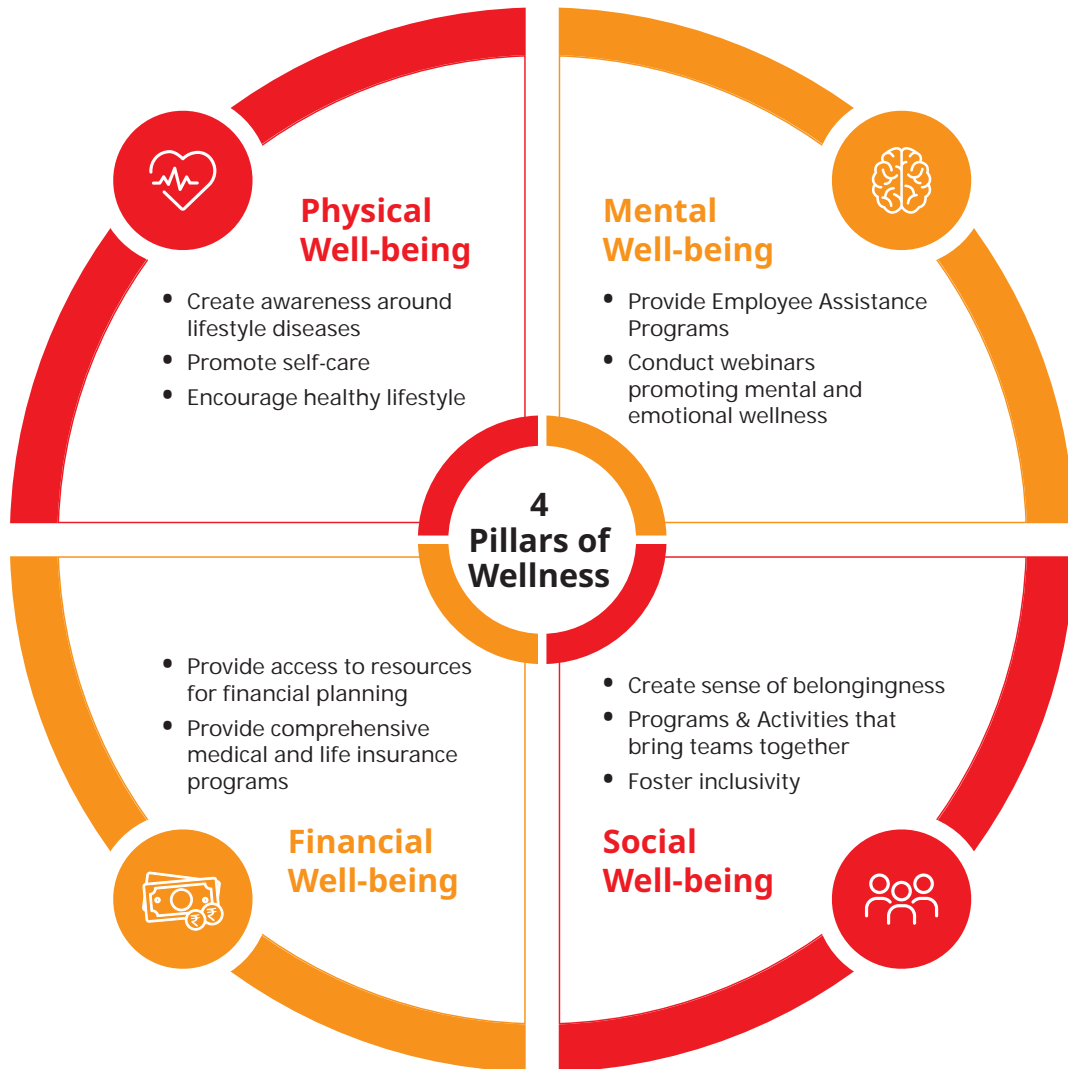 Physical
Well-being
• Create awareness around
lifestyle diseases
• Promote self-care
• Encourage healthy lifestyle
Mental
Well-being
• Provide Employee Assistance
Programs
• Conduct webinars
promoting mental and
emotional wellness
4
Pillars of
Wellness
• Provide access to resources
for financial planning
• Provide comprehensive
medical and life insurance
programs
Financial
Well-being
₹ ₹
• Create sense of belongingness
• Programs & Activities that
bring teams together
• Foster inclusivity
Social
Well-being